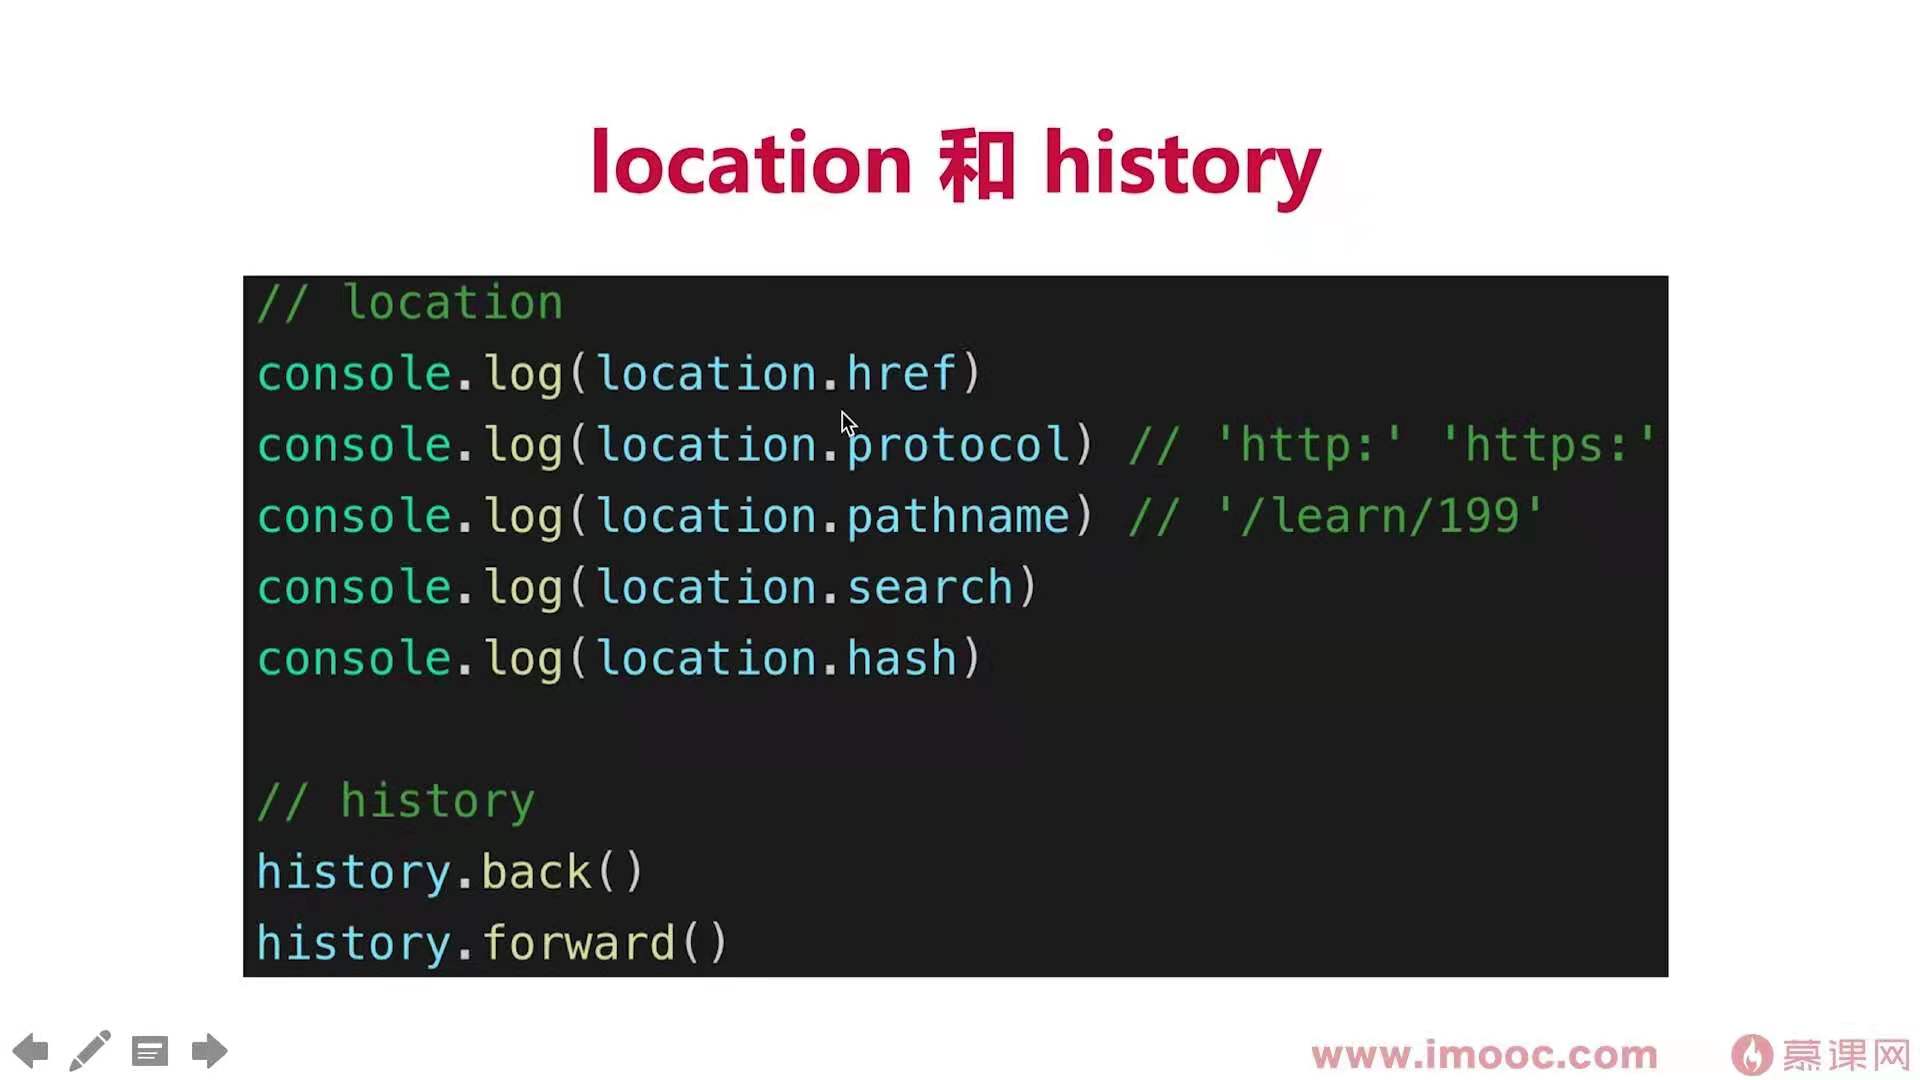 location 和 history
// location
console.log(location.href)
console.log(location.protocol) // 'http:' 'https:'
console.log(location.pathname) // '/learn/199'
console.log(location.search)
console.log(location.hash)
// history
history.back()
history.forward()
www.imooc.com 慕课网